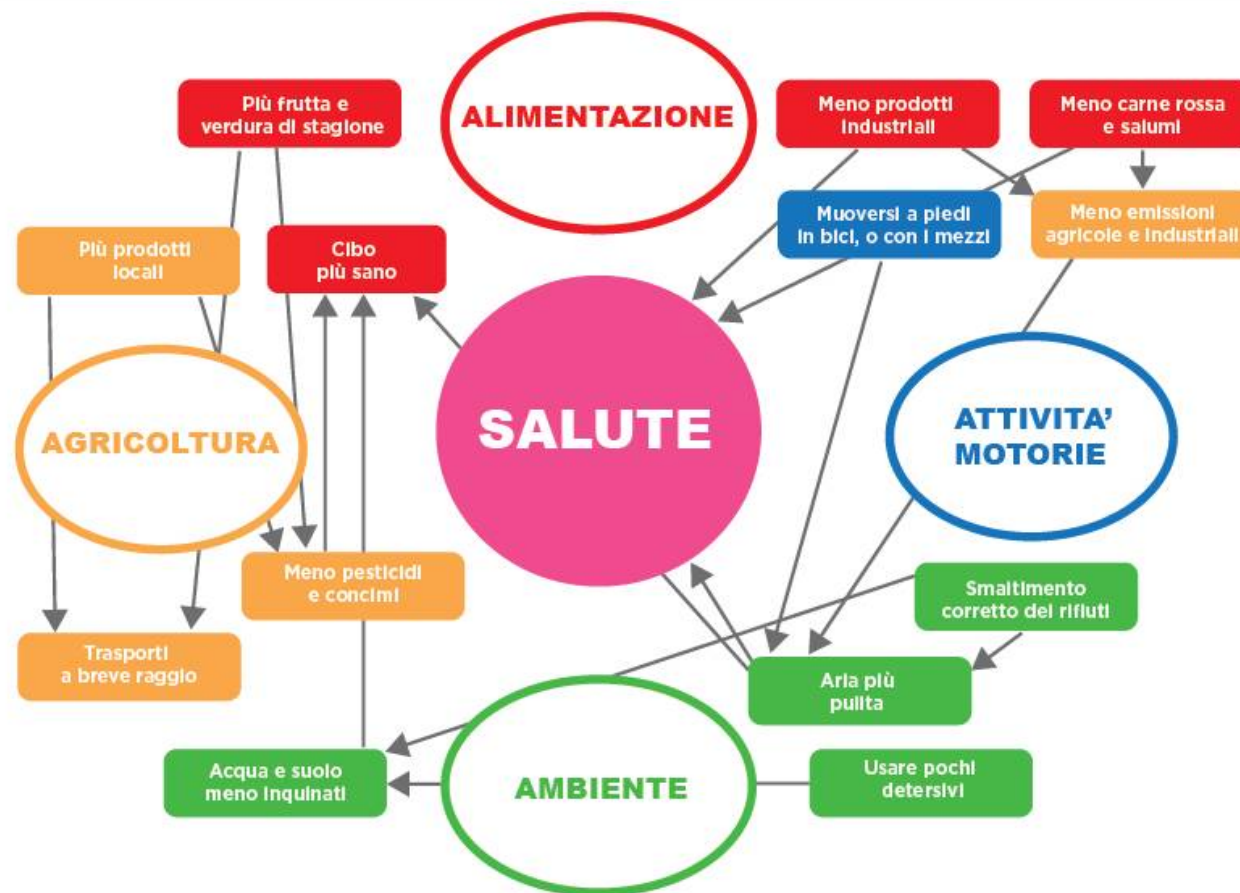 Più frutta e
verdura di stagione
ALIMENTAZIONE
Meno prodotti
industriali
Meno carne rossa
e salumi
Più prodotti
locali
Cibo
più sano
Muoversi a piedi
in bici, o con i mezzi
Meno emissioni
agricole e industriali
AGRICOLTURA
SALUTE
ATTIVITA'
MOTORIE
Meno pesticidi
e concimi
Smaltimento
corretto dei rifiuti
Trasporti
a breve raggio
Aria più
pulita
Acqua e suolo
meno inquinati
AMBIENTE
Usare pochi
detersivi